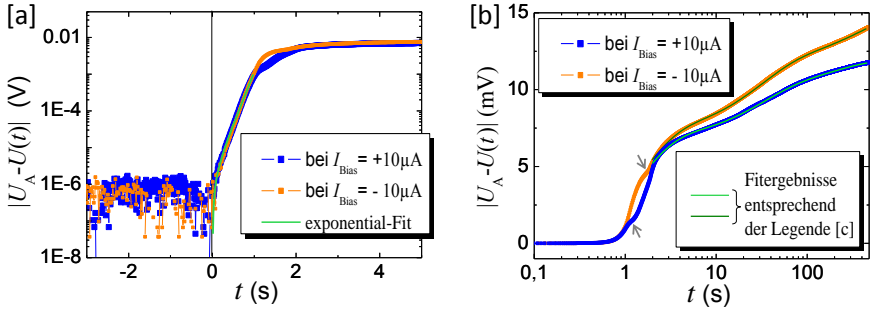 [a]
0.01
1E-4
1E-6
1E-8
|U_A-U(t)| (V)
bei I_Bias = +10µA
bei I_Bias = - 10µA
exponential-Fit
-2 0 2 4
t (s)
[b]
15
10
5
0
|U_A-U(t)| (mV)
bei I_Bias = +10µA
bei I_Bias = - 10µA
Fitergebnisse
entsprechend
der Legende [c]
0,1 1 10 100
t (s)